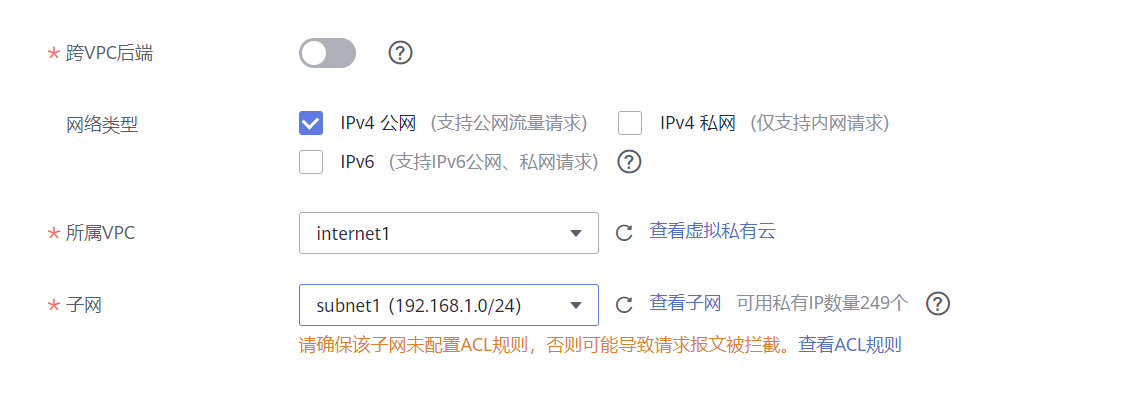 * 跨VPC后端
网络类型 IPv4 公网 (支持公网流量请求) IPv4 私网 (仅支持内网请求)
IPv6 (支持IPv6公网、私网请求)
* 所属VPC internet1 查看虚拟私有云
* 子网 subnet1 (192.168.1.0/24) 查看子网 可用私有IP数量249个
请确保该子网未配置ACL规则，否则可能导致请求报文被拦截。查看ACL规则